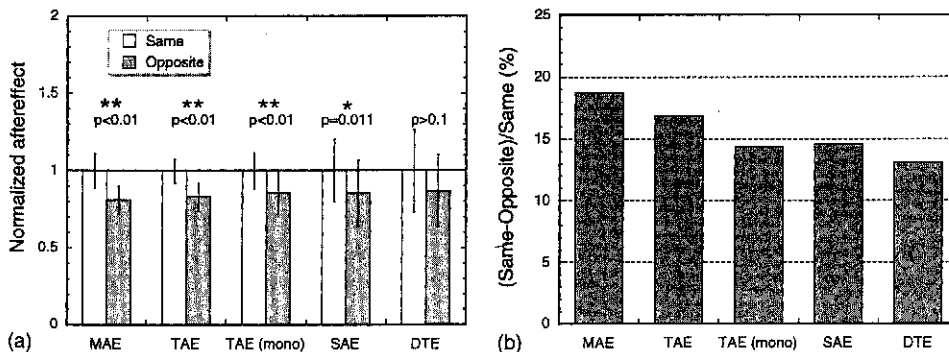 Normalized aftereffect
2
1.5
1
0.5
0
Same
Opposite
** ** ** *
p<0.01 p<0.01 p<0.01 p=0.011 p>0.1
MAE TAE TAE (mono) SAE DTE
(a)
(Same-Opposite)/Same (%)
25
20
15
10
5
0
MAE TAE TAE (mono) SAE DTE
(b)